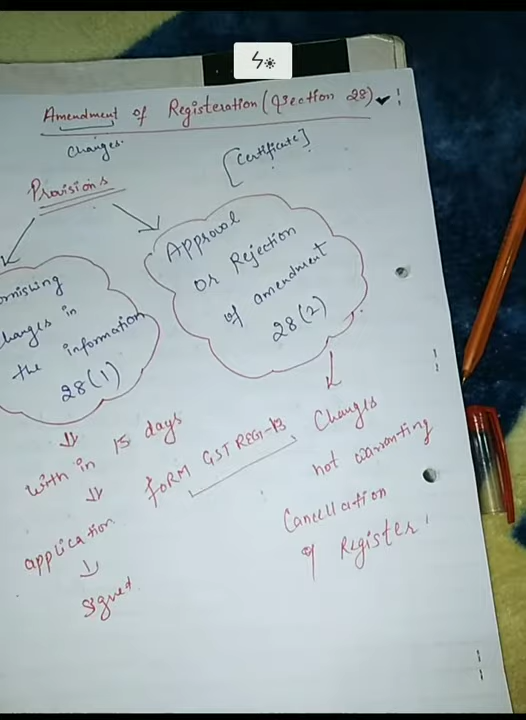 Amendment of Registeration (Section 28)
Changes
[Certificate]
Provisions
Approval
or Rejection
of amendment
28(2)
changes in
the information
28(1)
with in 15 days
application
signed
FORM GST REG-13
Changes
not warranting
Cancellation
of Register